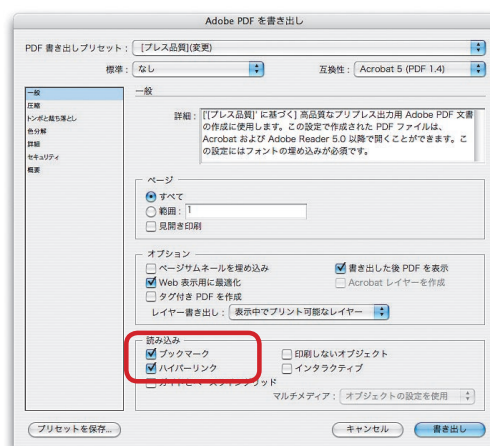 Adobe PDF を書き出し
PDF 書き出しプリセット： [プレス品質](変更)
標準： なし 互換性： Acrobat 5 (PDF 1.4)
一般
圧縮
トンボと裁ち落とし
色分解
詳細
セキュリティ
概要
一般
詳細： ['[プレス品質]' に基づく] 高品質なプリプレス出力用 Adobe PDF 文書
の作成に使用します。この設定で作成された PDF ファイルは、
Acrobat および Adobe Reader 5.0 以降で開くことができます。こ
の設定にはフォントの埋め込みが必須です。
ページ
すべて
範囲： 1
見開き印刷
オプション
ページサムネールを埋め込み 書き出した後 PDF を表示
Web 表示用に最適化 Acrobat レイヤーを作成
タグ付き PDF を作成
レイヤー書き出し： 表示中でプリント可能なレイヤー
読み込み
ブックマーク 印刷しないオブジェクト
ハイパーリンク インタラクティブ
ガイドとベースライングリッド
マルチメディア： オブジェクトの設定を使用
プリセットを保存... キャンセル 書き出し